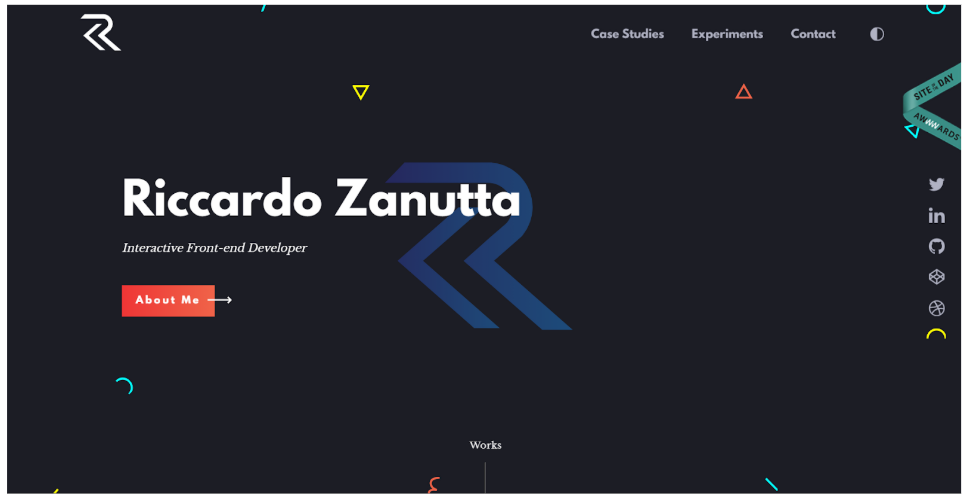 Case Studies Experiments Contact
SITE OF THE DAY
AWWWARDS
Riccardo Zanutta
Interactive Front-end Developer
About Me
Works